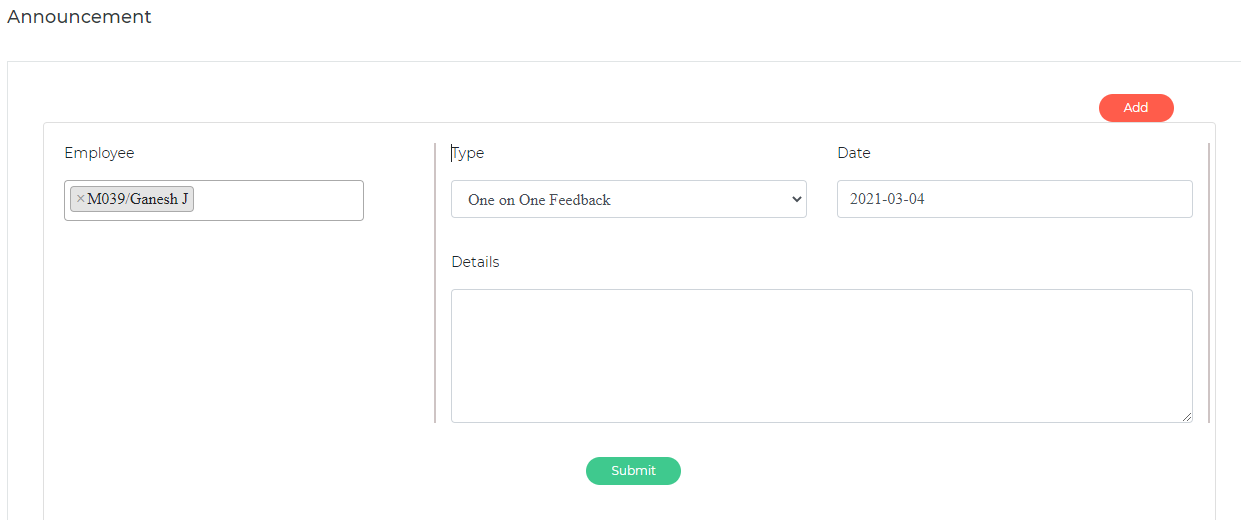 Announcement
Add
Employee
Type
Date
×M039/Ganesh J
One on One Feedback
2021-03-04
Details
Submit